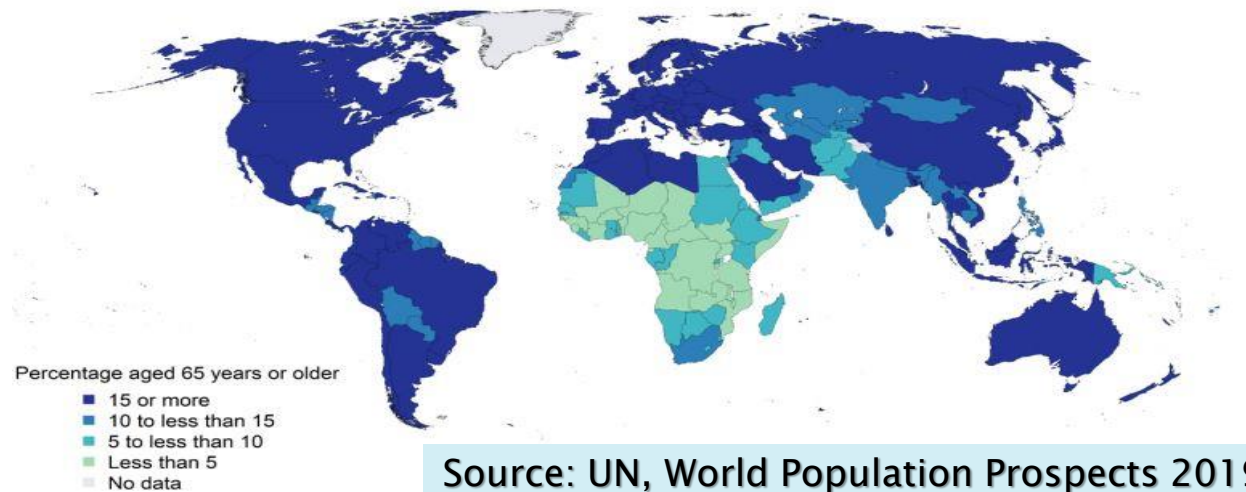 Percentage aged 65 years or older
15 or more
10 to less than 15
5 to less than 10
Less than 5
No data
Source: UN, World Population Prospects 2019